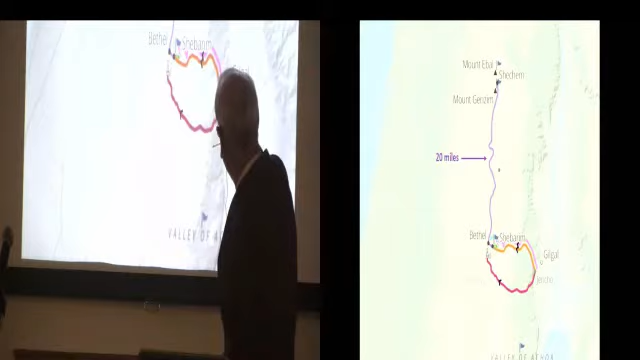 Bethel
Shebarim
VALLEY OF A
Mount Ebal
Shechem
Mount Gerizim
20 miles
Bethel
Shebarim
Gilgal
Jericho
VALLEY OF ACHOR